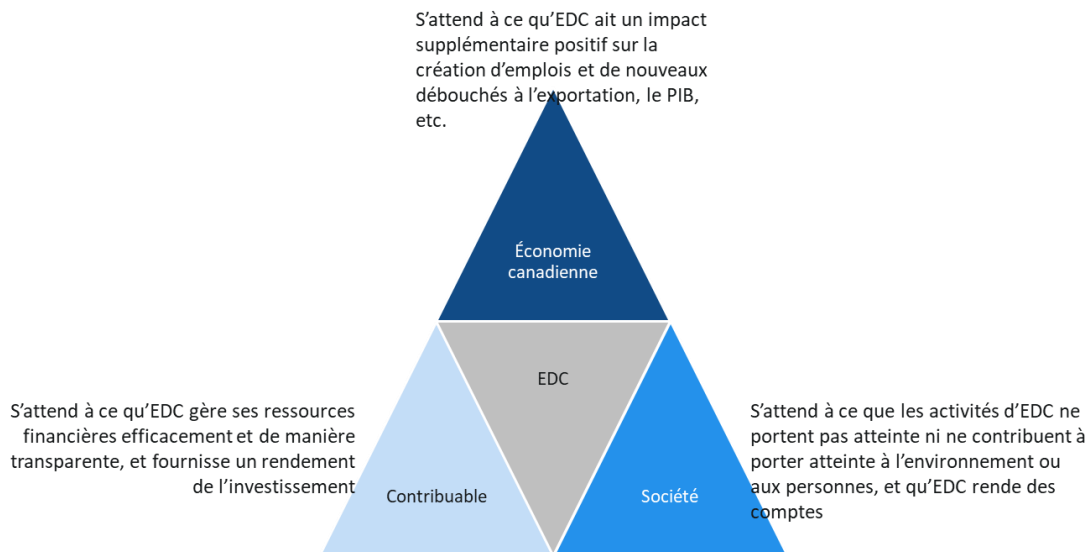 S’attend à ce qu’EDC ait un impact
supplémentaire positif sur la
création d’emplois et de nouveaux
débouchés à l’exportation, le PIB,
etc.
Économie
canadienne
EDC
S’attend à ce qu’EDC gère ses ressources
financières efficacement et de manière
transparente, et fournisse un rendement
de l’investissement
Contribuable
Société
S’attend à ce que les activités d’EDC ne
portent pas atteinte ni ne contribuent à
porter atteinte à l’environnement ou
aux personnes, et qu’EDC rende des
comptes